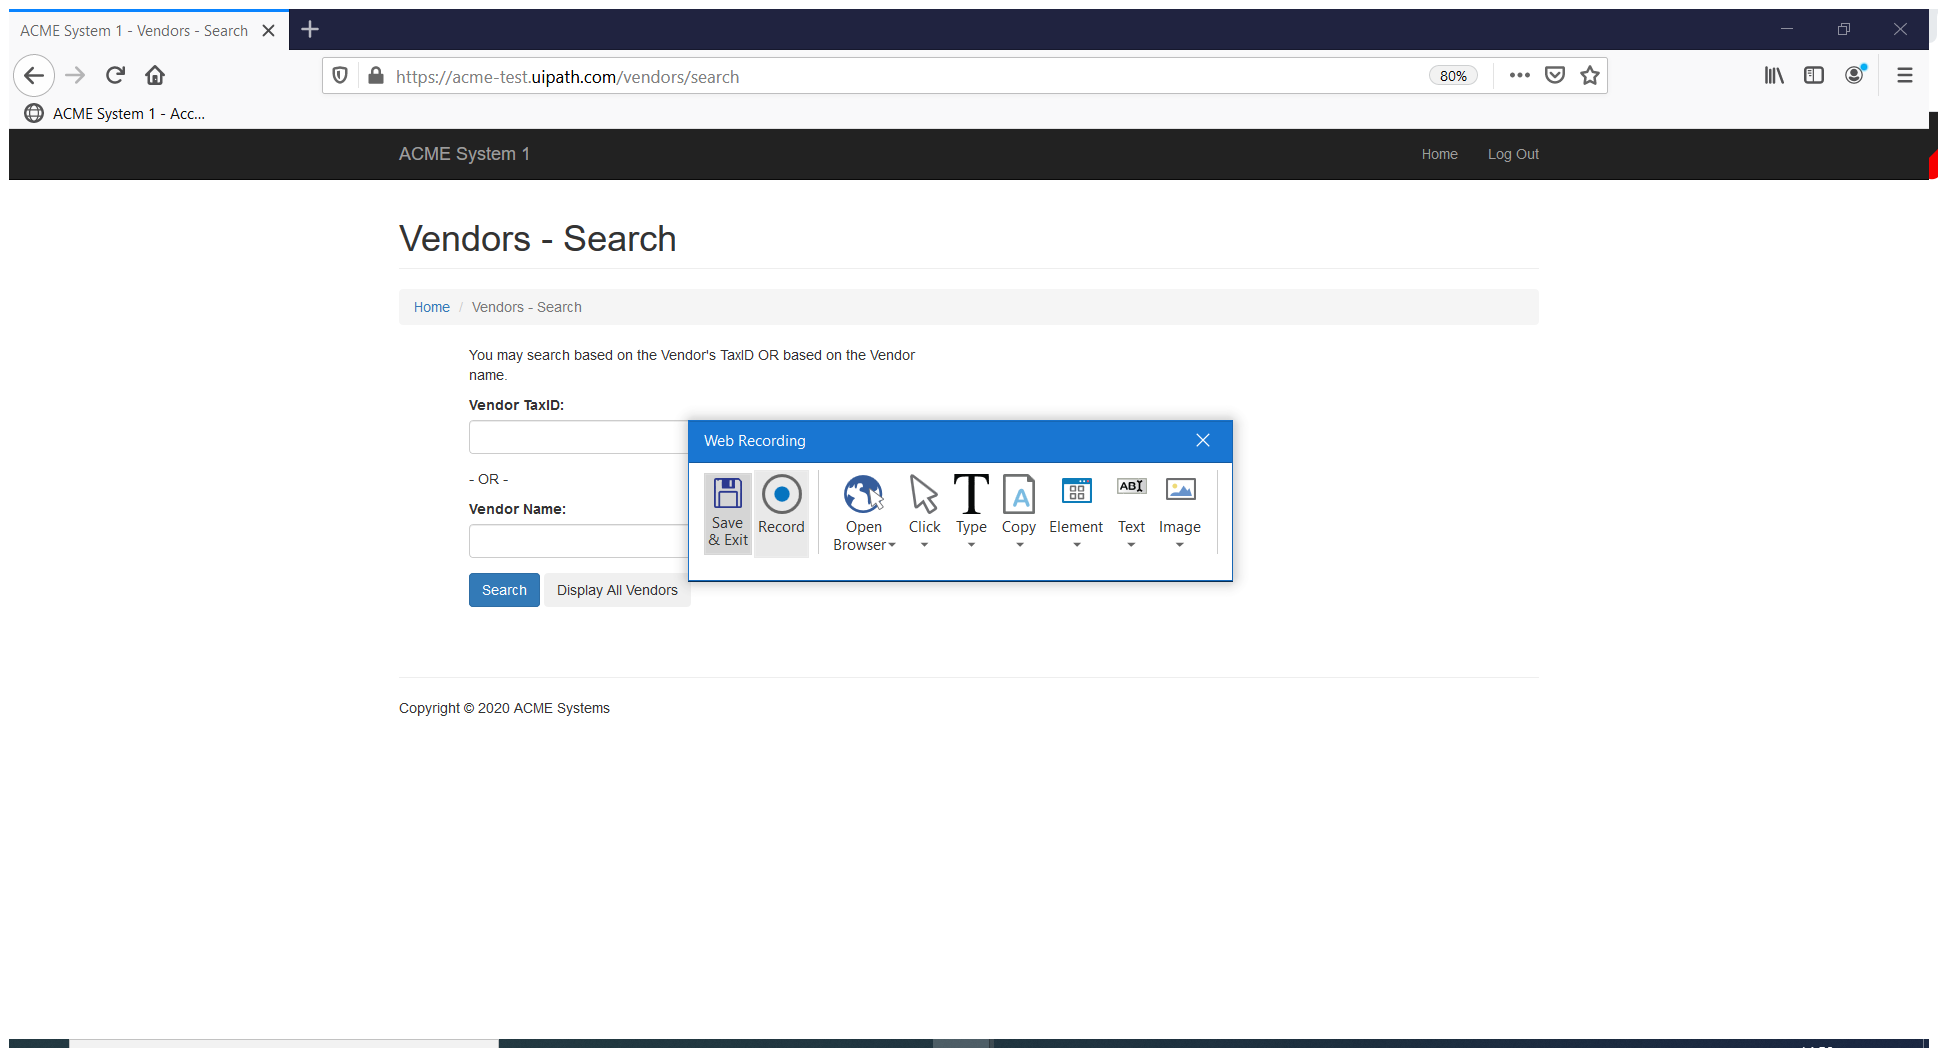 ACME System 1 - Vendors - Search
https://acme-test.uipath.com/vendors/search
80%
ACME System 1 - Acc...
ACME System 1
Home
Log Out
Vendors - Search
Home / Vendors - Search
You may search based on the Vendor's TaxID OR based on the Vendor
name.
Vendor TaxID:
- OR -
Vendor Name:
Search
Display All Vendors
Web Recording
Save
& Exit
Record
Open
Browser
Click
T
Type
A
Copy
Element
ABI
Text
Image
Copyright © 2020 ACME Systems